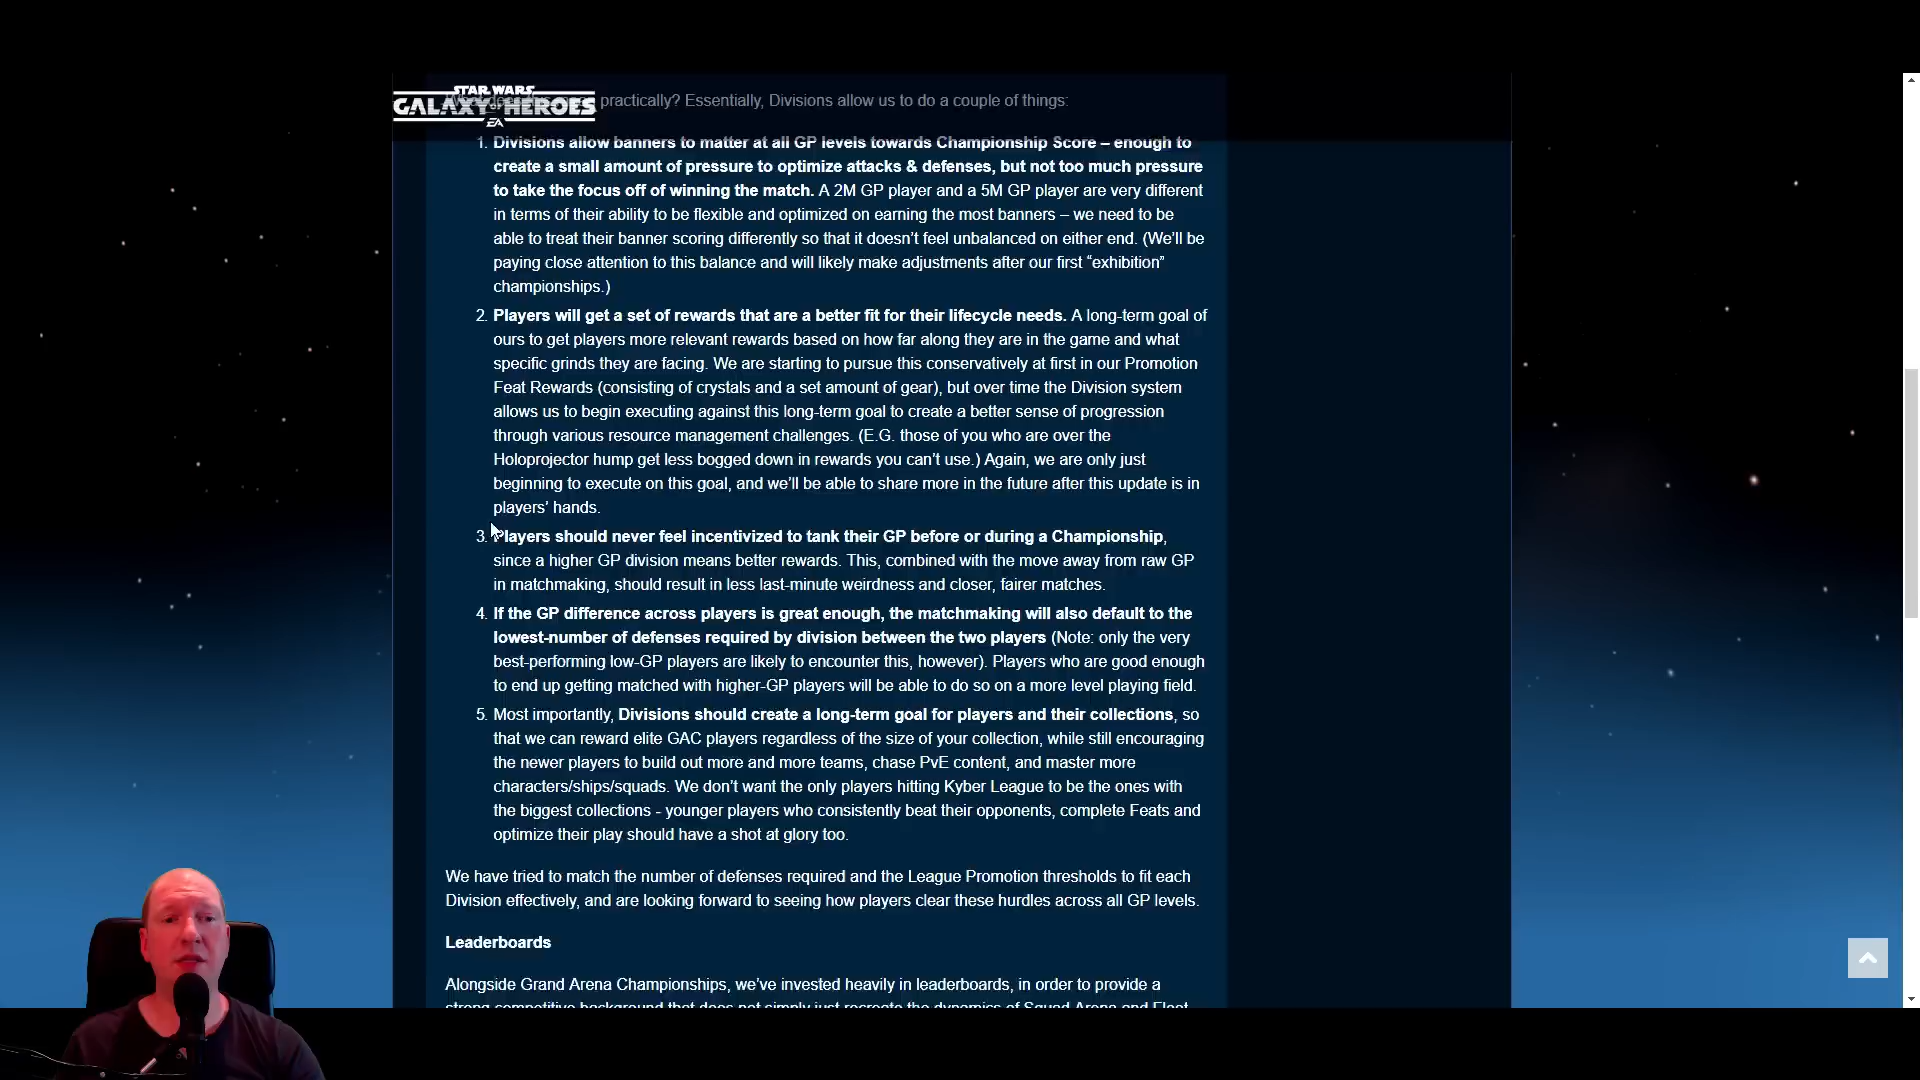 STAR WARS
GALAXY OF HEROES
EA
practically? Essentially, Divisions allow us to do a couple of things:
1. Divisions allow banners to matter at all GP levels towards Championship Score – enough to
create a small amount of pressure to optimize attacks & defenses, but not too much pressure
to take the focus off of winning the match. A 2M GP player and a 5M GP player are very different
in terms of their ability to be flexible and optimized on earning the most banners – we need to be
able to treat their banner scoring differently so that it doesn’t feel unbalanced on either end. (We’ll be
paying close attention to this balance and will likely make adjustments after our first “exhibition”
championships.)
2. Players will get a set of rewards that are a better fit for their lifecycle needs. A long-term goal of
ours to get players more relevant rewards based on how far along they are in the game and what
specific grinds they are facing. We are starting to pursue this conservatively at first in our Promotion
Feat Rewards (consisting of crystals and a set amount of gear), but over time the Division system
allows us to begin executing against this long-term goal to create a better sense of progression
through various resource management challenges. (E.G. those of you who are over the
Holoprojector hump get less bogged down in rewards you can’t use.) Again, we are only just
beginning to execute on this goal, and we’ll be able to share more in the future after this update is in
players’ hands.
3. Players should never feel incentivized to tank their GP before or during a Championship,
since a higher GP division means better rewards. This, combined with the move away from raw GP
in matchmaking, should result in less last-minute weirdness and closer, fairer matches.
4. If the GP difference across players is great enough, the matchmaking will also default to the
lowest-number of defenses required by division between the two players (Note: only the very
best-performing low-GP players are likely to encounter this, however). Players who are good enough
to end up getting matched with higher-GP players will be able to do so on a more level playing field.
5. Most importantly, Divisions should create a long-term goal for players and their collections, so
that we can reward elite GAC players regardless of the size of your collection, while still encouraging
the newer players to build out more and more teams, chase PvE content, and master more
characters/ships/squads. We don’t want the only players hitting Kyber League to be the ones with
the biggest collections - younger players who consistently beat their opponents, complete Feats and
optimize their play should have a shot at glory too.
We have tried to match the number of defenses required and the League Promotion thresholds to fit each
Division effectively, and are looking forward to seeing how players clear these hurdles across all GP levels.
Leaderboards
Alongside Grand Arena Championships, we’ve invested heavily in leaderboards, in order to provide a
strong competitive background that does not simply just recreate the dynamics of Squad Arena and Fleet